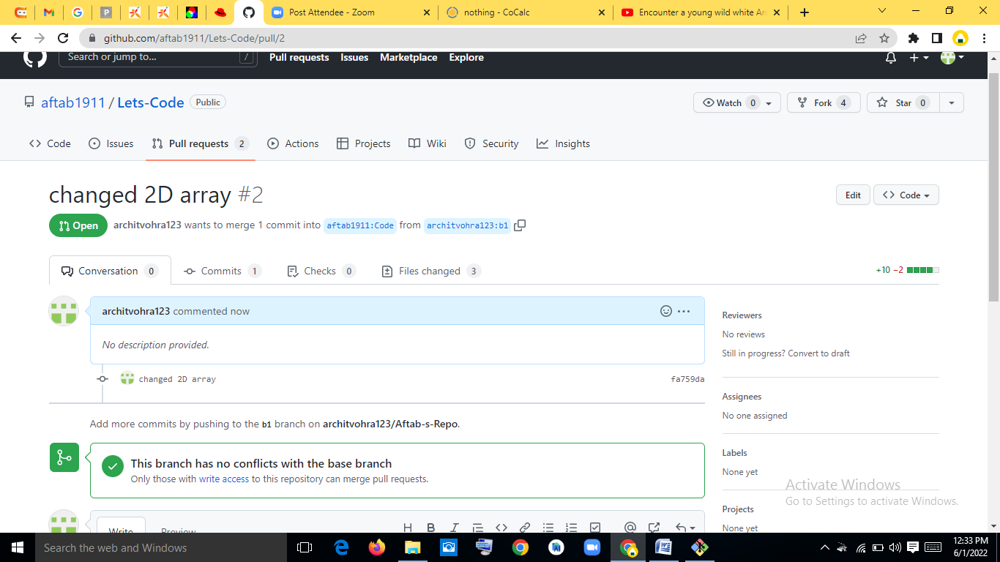 Post Attendee - Zoom
nothing - CoCalc
Encounter a young wild white Ar
github.com/aftab1911/Lets-Code/pull/2
Search or jump to...
/
Pull requests
Issues
Marketplace
Explore
aftab1911 / Lets-Code
Public
Watch 0
Fork 4
Star 0
Code
Issues
Pull requests 2
Actions
Projects
Wiki
Security
Insights
changed 2D array #2
Edit
Code
Open
architvohra123 wants to merge 1 commit into aftab1911:Code from architvohra123:b1
Conversation 0
Commits 1
Checks 0
Files changed 3
+10 −2
architvohra123 commented now
No description provided.
changed 2D array
fa759da
Add more commits by pushing to the b1 branch on architvohra123/Aftab-s-Repo.
This branch has no conflicts with the base branch
Only those with write access to this repository can merge pull requests.
Write
Preview
Reviewers
No reviews
Still in progress? Convert to draft
Assignees
No one assigned
Labels
None yet
Projects
None yet
Activate Windows
Go to Settings to activate Windows.
Search the web and Windows
12:33 PM
6/1/2022